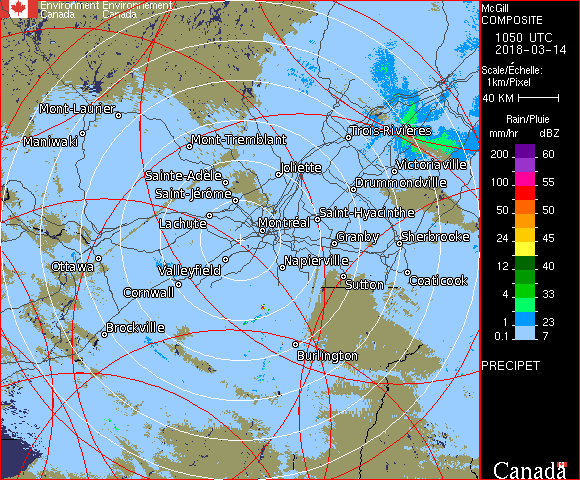 Environment Environnement
Canada Canada
McGill
COMPOSITE
1050 UTC
2018-03-14
Scale/Échelle:
1km/Pixel
40 KM
Rain/Pluie
mm/hr dBZ
200 60
100 55
50 50
24 45
12 40
4 33
1 23
0.1 7
PRECIPET
Canada
Mont-Laurier
Maniwaki
Mont-Tremblant
Trois-Rivières
Sainte-Adèle
Joliette
Victoriaville
Saint-Jérôme
Drummondville
Lachute
Montréal
Saint-Hyacinthe
Granby
Sherbrooke
Ottawa
Valleyfield
Napierville
Coaticook
Cornwall
Sutton
Brockville
Burlington